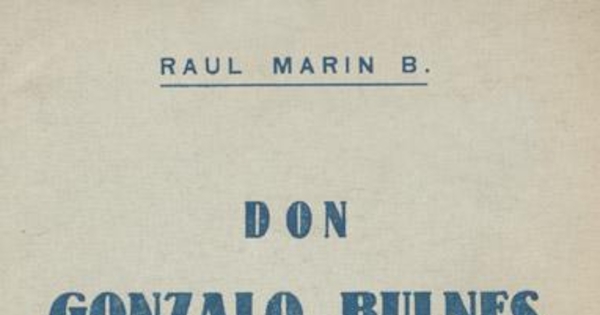 RAUL MARIN B.
DON
GONZALO BULNES